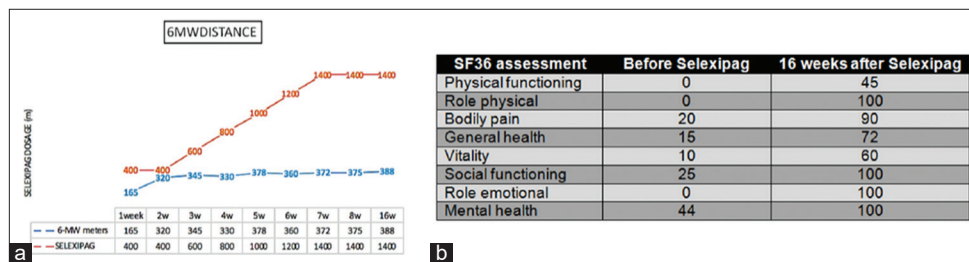 6MWDISTANCE
SELEXIPAG DOSAGE (m)
400 400 600 800 1000 1200 1400 1400 1400
165 320 345 330 378 360 372 375 388
1week 2w 3w 4w 5w 6w 7w 8w 16w
6-MW meters 165 320 345 330 378 360 372 375 388
SELEXIPAG 400 400 600 800 1000 1200 1400 1400 1400
a
SF36 assessment Before Selexipag 16 weeks after Selexipag
Physical functioning 0 45
Role physical 0 100
Bodily pain 20 90
General health 15 72
Vitality 10 60
Social functioning 25 100
Role emotional 0 100
Mental health 44 100
b